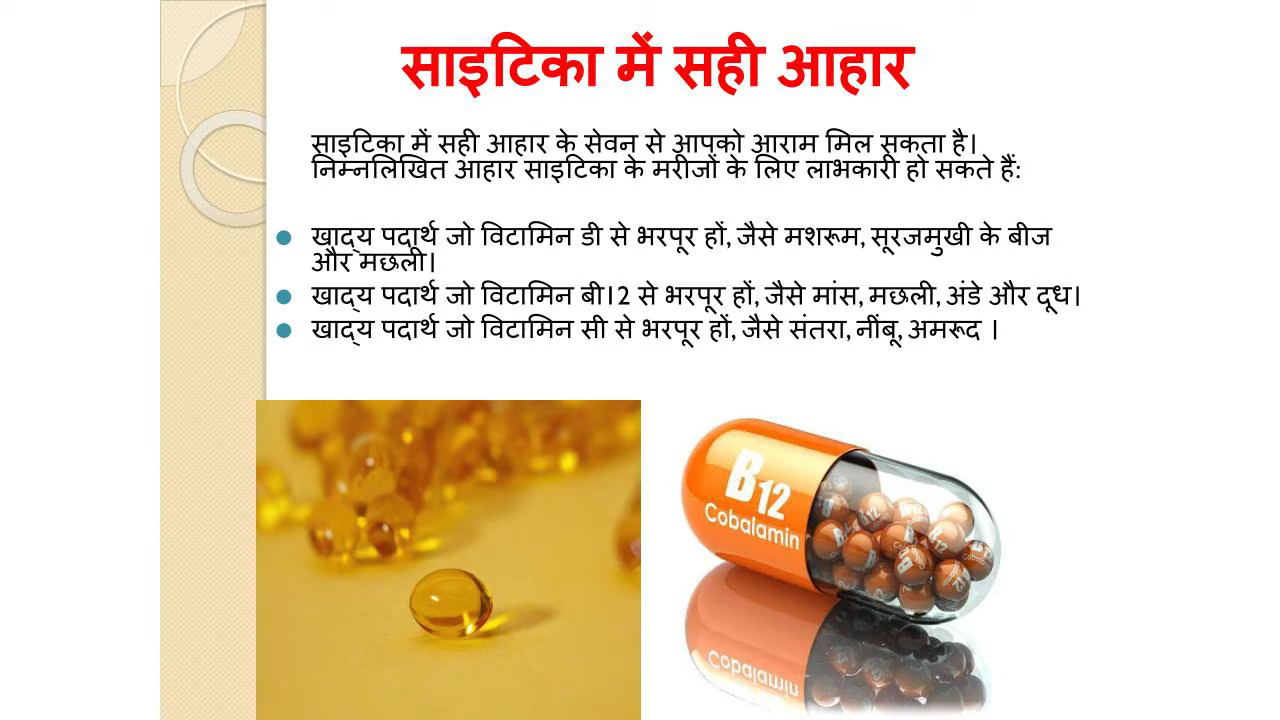 साइटिका में सही आहार
साइटिका में सही आहार के सेवन से आपको आराम मिल सकता है।
निम्नलिखित आहार साइटिका के मरीजों के लिए लाभकारी हो सकते हैं:
खाद्य पदार्थ जो विटामिन डी से भरपूर हों, जैसे मशरूम, सूरजमुखी के बीज
और मछली।
खाद्य पदार्थ जो विटामिन बी।2 से भरपूर हों, जैसे मांस, मछली, अंडे और दूध।
खाद्य पदार्थ जो विटामिन सी से भरपूर हों, जैसे संतरा, नींबू, अमरूद ।
B12
Cobalamin